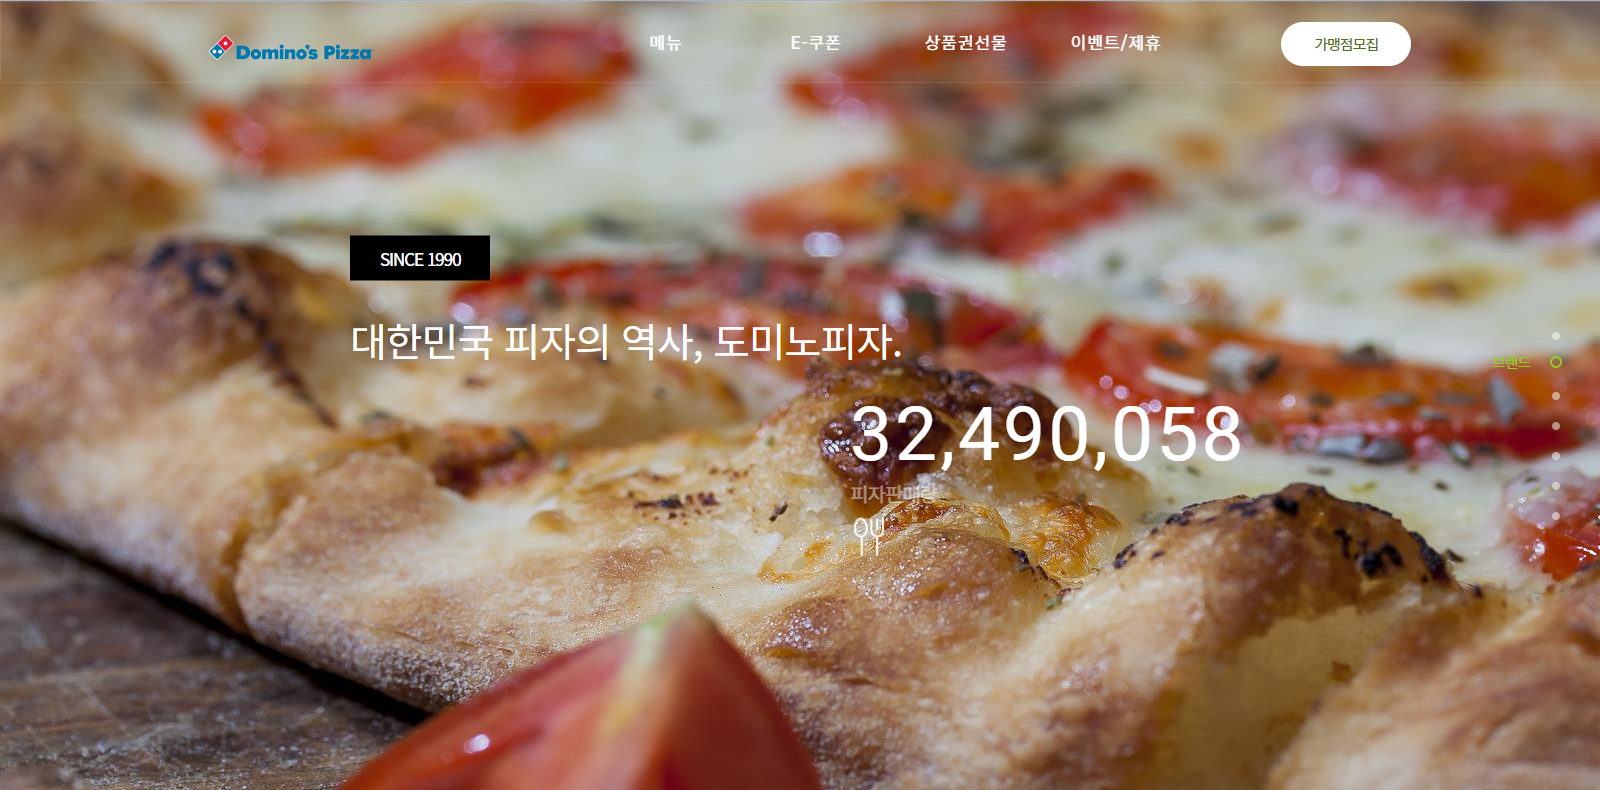 Domino's Pizza
메뉴
E-쿠폰
상품권선물
이벤트/제휴
가맹점모집
SINCE 1990
대한민국 피자의 역사, 도미노피자.
브랜드
32,490,058
피자판매량